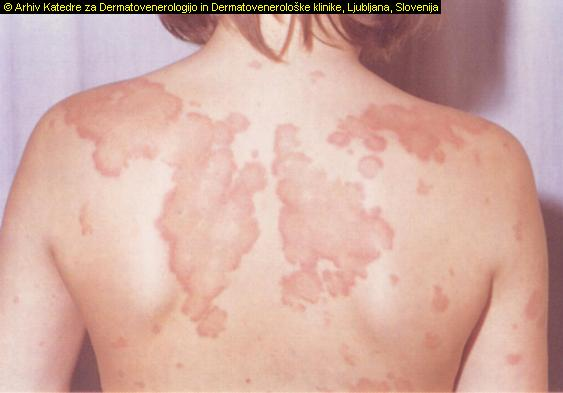 © Arhiv Katedre za Dermatovenerologijo in Dermatovenerološke klinike, Ljubljana, Slovenija